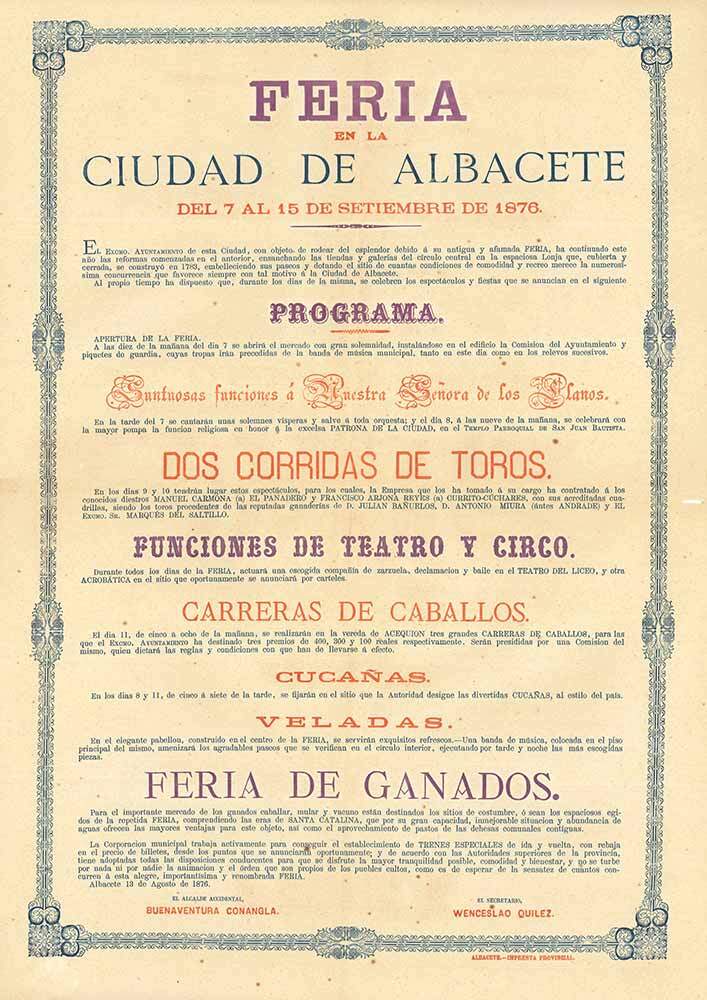 FERIA
EN LA
CIUDAD DE ALBACETE
DEL 7 AL 15 DE SETIEMBRE DE 1876.
EL EXCMO. AYUNTAMIENTO de esta Ciudad, con objeto de rodear del esplendor debido á su antigua y afamada FERIA, ha continuado este
año las reformas comenzadas en el anterior, ensanchando las tiendas y galerías del círculo central en la espaciosa Lonja que, cubierta y
cerrada, se construyó en 1783, embelleciendo sus paseos y dotando el sitio de cuantas condiciones de comodidad y recreo merece la numerosí-
sima concurrencia que favorece siempre con tal motivo á la Ciudad de Albacete.
Al propio tiempo ha dispuesto que, durante los dias de la misma, se celebren los espectáculos y fiestas que se anuncian en el siguiente
PROGRAMA.
APERTURA DE LA FERIA.
A las diez de la mañana del dia 7 se abrirá el mercado con gran solemnidad, instalándose en el edificio la Comision del Ayuntamiento y
piquetes de guardia, cuyas tropas irán precedidas de la banda de música municipal, tanto en este dia como en los relevos sucesivos.
Suntuosas funciones á Nuestra Señora de los Llanos.
En la tarde del 7 se cantarán unas solemnes vísperas y salve á toda orquesta; y el dia 8, á las nueve de la mañana, se celebrará con
la mayor pompa la funcion religiosa en honor á la excelsa PATRONA DE LA CIUDAD, en el TEMPLO PARROQUIAL DE SAN JUAN BAUTISTA.
DOS CORRIDAS DE TOROS.
En los dias 9 y 10 tendrán lugar estos espectáculos, para los cuales, la Empresa que los ha tomado á su cargo ha contratado á los
conocidos diestros MANUEL CARMONA (a) EL PANADERO y FRANCISCO ARJONA REYES (a) CURRITO-CÚCHARES, con sus acreditadas cua-
drillas, siendo los toros procedentes de las reputadas ganaderías de D. JULIAN BAÑUELOS, D. ANTONIO MIURA (ántes ANDRADE) y EL
EXCMO. SR. MARQUÉS DEL SALTILLO.
FUNCIONES DE TEATRO Y CIRCO.
Durante todos los dias de la FERIA, actuará una escogida compañía de zarzuela, declamacion y baile en el TEATRO DEL LICEO, y otra
ACROBÁTICA en el sitio que oportunamente se anunciará por carteles.
CARRERAS DE CABALLOS.
El dia 11, de cinco a ocho de la mañana, se realizarán en la vereda de ACEQUION tres grandes CARRERAS DE CABALLOS, para las
que el EXCMO. AYUNTAMIENTO ha destinado tres premios de 400, 300 y 100 reales respectivamente. Serán presididas por una Comision del
mismo, quien dictará las reglas y condiciones con que han de llevarse á efecto.
CUCAÑAS.
En los dias 8 y 11, de cinco á siete de la tarde, se fijarán en el sitio que la Autoridad designe las divertidas CUCAÑAS, al estilo del pais.
VELADAS.
En el elegante pabellon, construido en el centro de la FERIA, se servirán exquisitos refrescos.—Una banda de música, colocada en el piso
principal del mismo, amenizará los agradables paseos que se verifican en el círculo interior, ejecutando por tarde y noche las más escogidas
piezas.
FERIA DE GANADOS.
Para el importante mercado de los ganados caballar, mular y vacuno están destinados los sitios de costumbre, ó sean los espaciosos egi-
dos de la repetida FERIA, comprendiendo las eras de SANTA CATALINA, que por su gran capacidad, inmejorable situacion y abundancia de
aguas ofrecen las mayores ventajas para este objeto, así como el aprovechamiento de pastos de las dehesas comunales contiguas.
La Corporacion municipal trabaja activamente para conseguir el establecimiento de TRENES ESPECIALES de ida y vuelta, con rebaja
en el precio de billetes, desde los puntos que se anunciarán oportunamente; y de acuerdo con las Autoridades superiores de la provincia,
tiene adoptadas todas las disposiciones conducentes para que se disfrute la mayor tranquilidad posible, comodidad y bienestar, y no se turbe
por nada ni por nádie la animacion y el órden que son propios de los pueblos cultos, como es de esperar de la sensatez de cuantos con-
curren á esta alegre, importantísima y renombrada FERIA.
Albacete 13 de Agosto de 1876.
EL ALCALDE ACCIDENTAL,
BUENAVENTURA CONANGLA.
EL SECRETARIO,
WENCESLAO QUILEZ.
ALBACETE.—IMPRENTA PROVINCIAL.